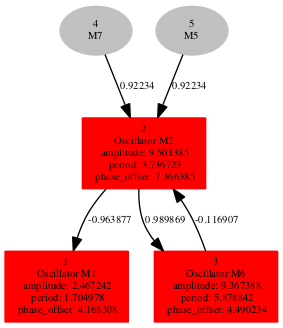 4
M7
5
M5
0.92234
0.92234
2
Oscillator M2
amplitude: 9.501385
period: 3.736723
phase_offset: 7.366385
-0.963877
0.989869
-0.116907
1
Oscillator M1
amplitude: 2.467242
period: 1.704978
phase_offset: 4.168308
3
Oscillator M6
amplitude: 9.367388
period: 5.878842
phase_offset: 4.490234